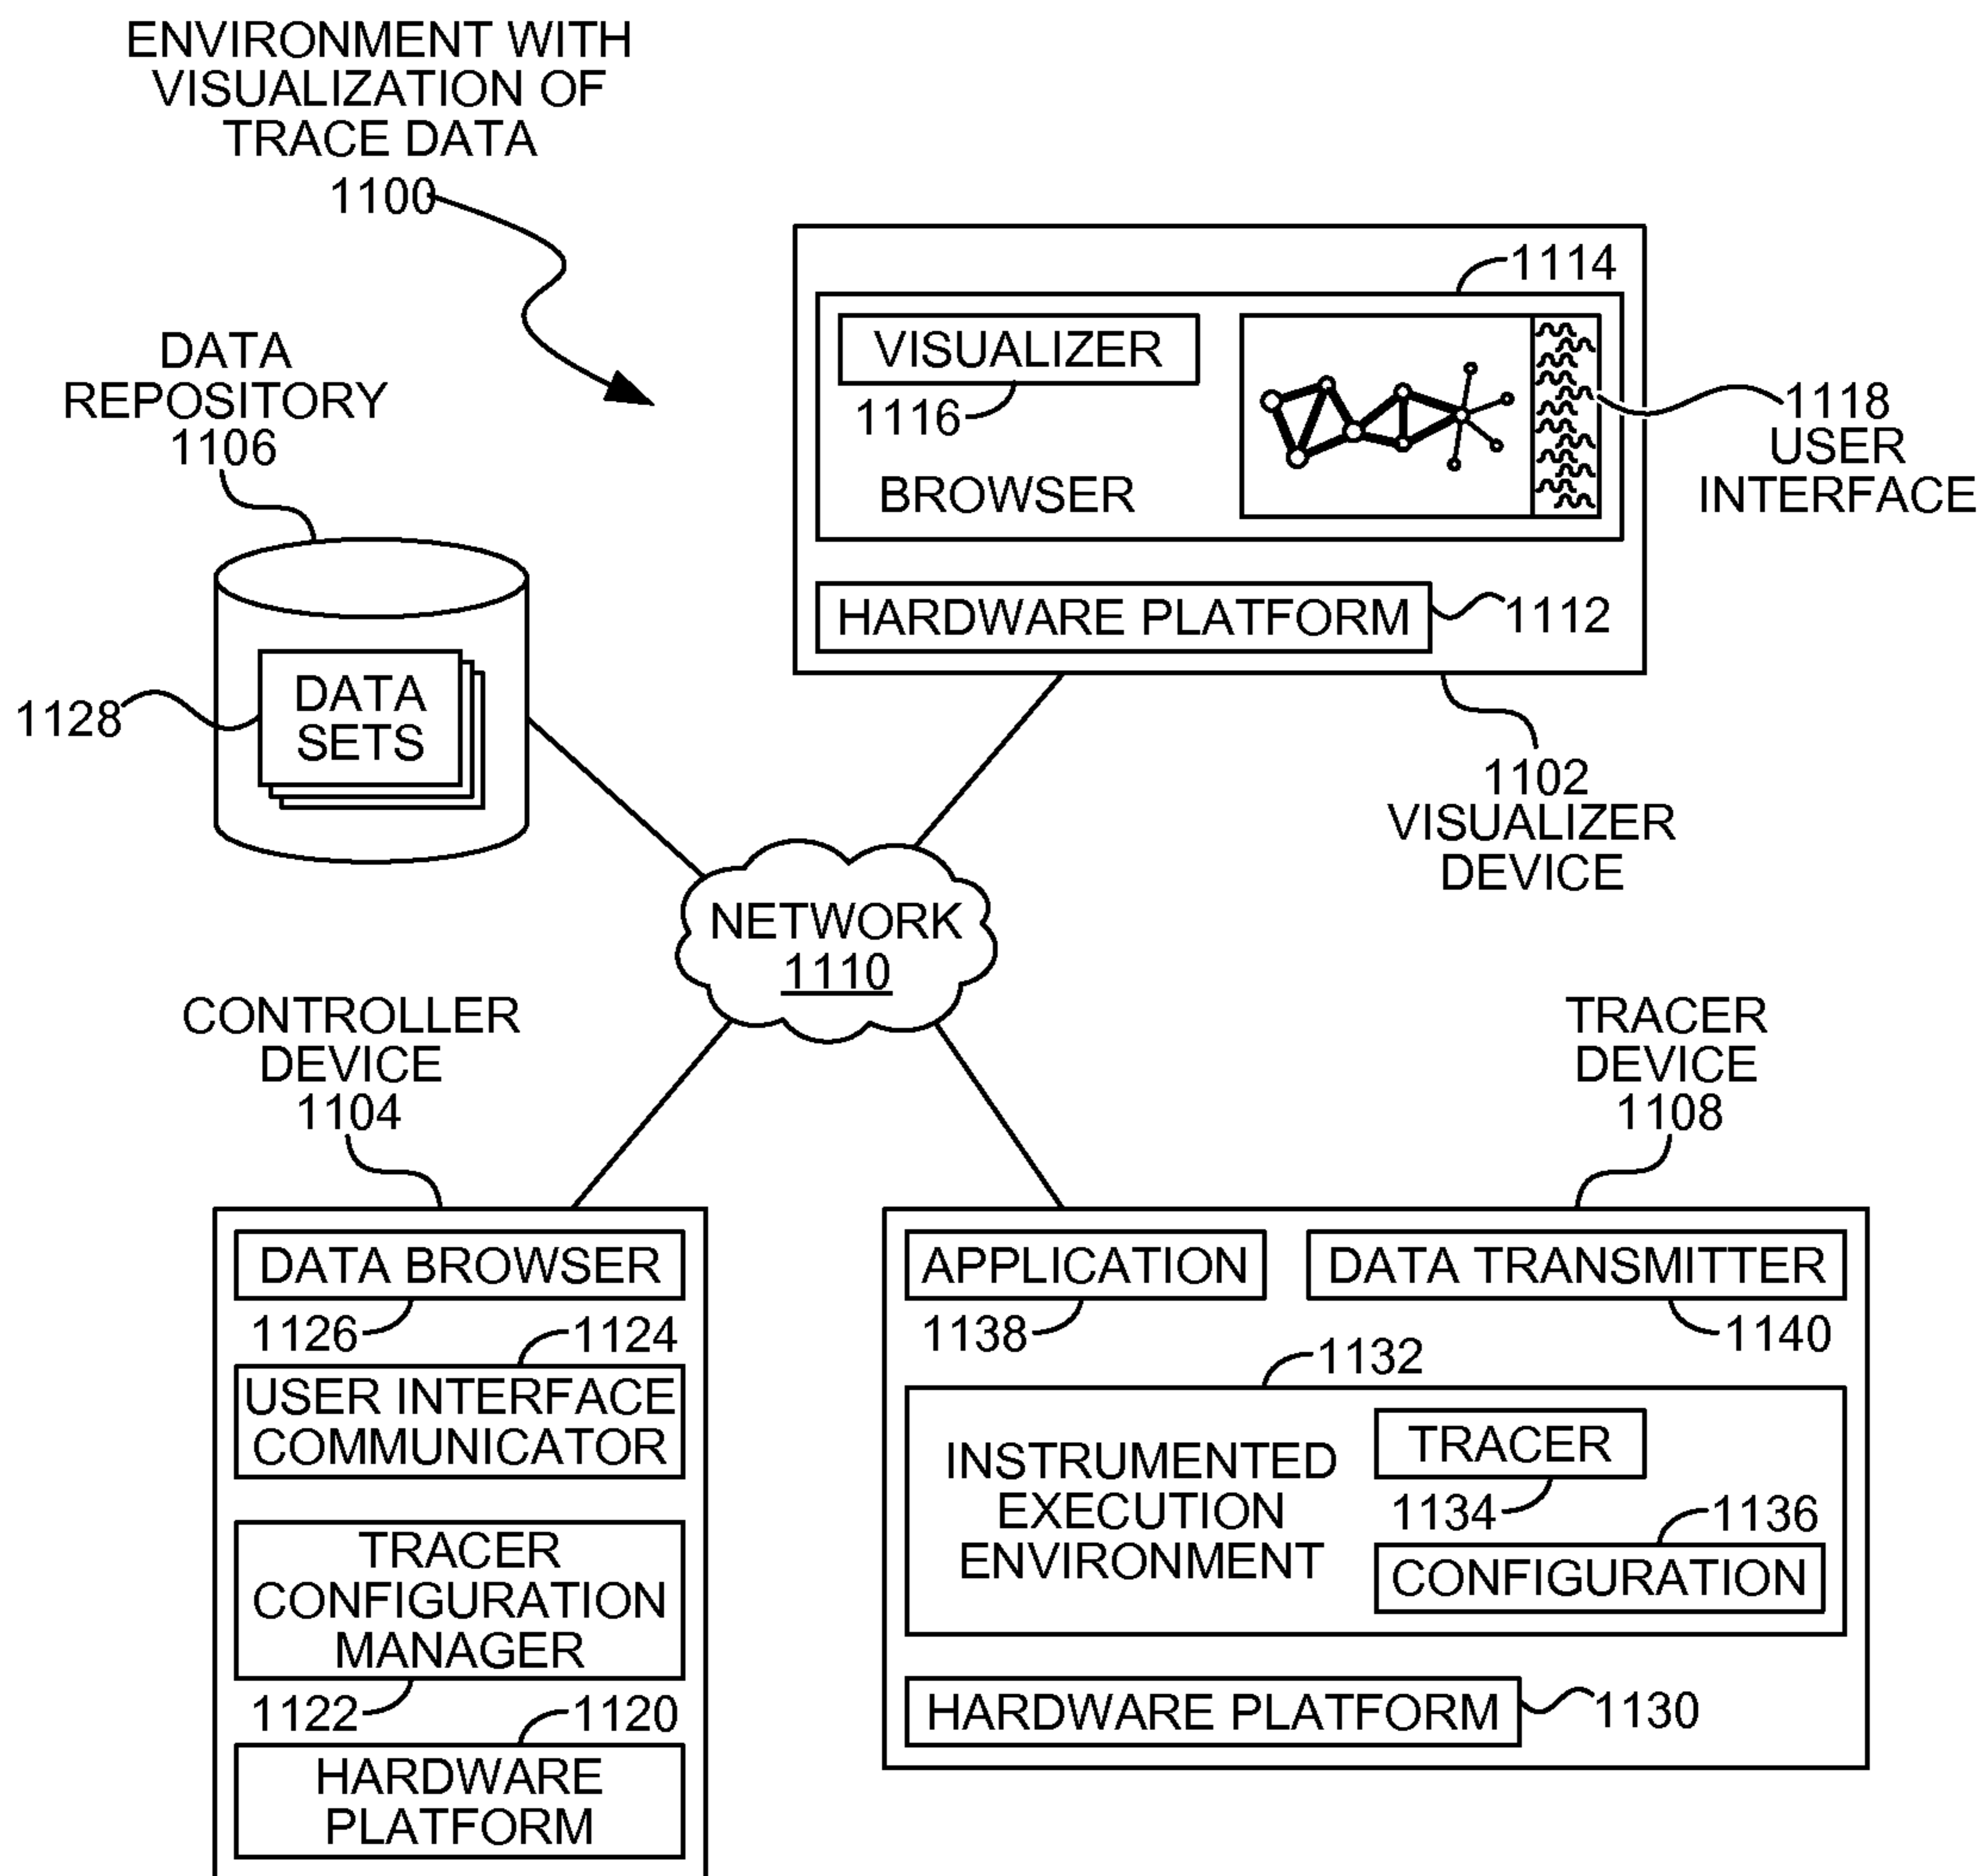 ENVIRONMENT WITH
VISUALIZATION OF
TRACE DATA
1100
1114
VISUALIZER
1116
BROWSER
1118
USER
INTERFACE
HARDWARE PLATFORM
1112
1102
VISUALIZER
DEVICE
DATA
REPOSITORY
1106
DATA
SETS
1128
NETWORK
1110
CONTROLLER
DEVICE
1104
DATA BROWSER
1126
1124
USER INTERFACE
COMMUNICATOR
TRACER
CONFIGURATION
MANAGER
1122
1120
HARDWARE
PLATFORM
TRACER
DEVICE
1108
APPLICATION
1138
DATA TRANSMITTER
1140
1132
INSTRUMENTED
EXECUTION
ENVIRONMENT
TRACER
1134
1136
CONFIGURATION
HARDWARE PLATFORM
1130